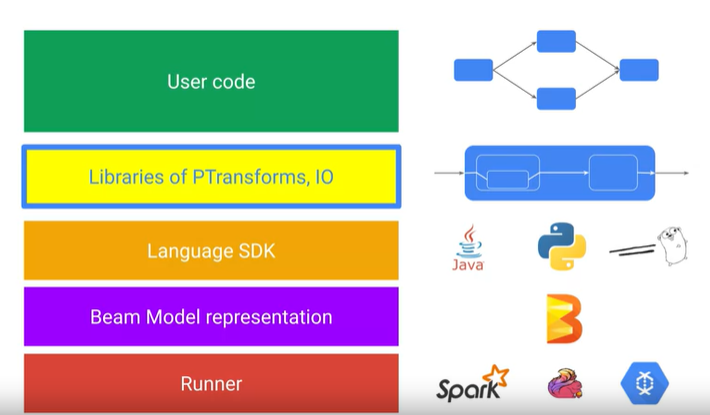 User code
Libraries of PTransforms, IO
Language SDK
Java
Beam Model representation
Runner
Spark